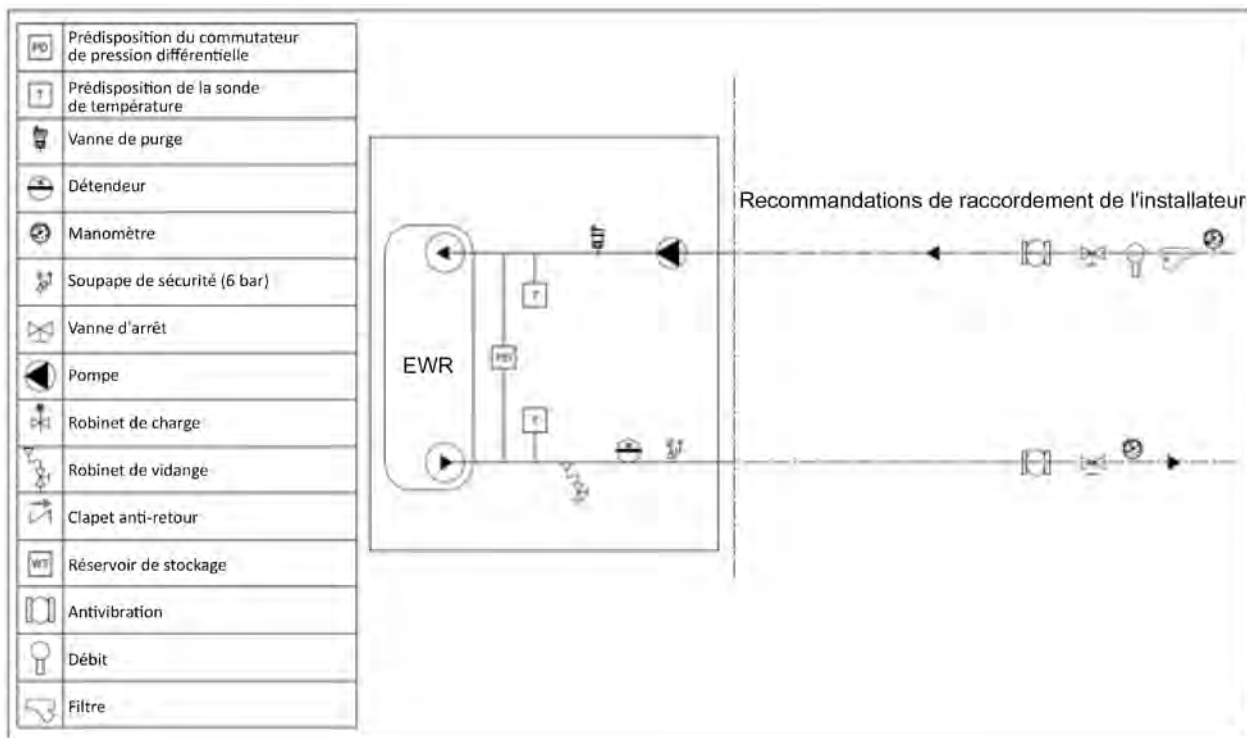 PD
Prédisposition du commutateur
de pression différentielle
T
Prédisposition de la sonde
de température
Vanne de purge
Détendeur
Manomètre
Soupape de sécurité (6 bar)
Vanne d'arrêt
Pompe
Robinet de charge
Robinet de vidange
Clapet anti-retour
WT
Réservoir de stockage
Antivibration
Débit
Filtre
Recommandations de raccordement de l'installateur
T
PD
EWR
T